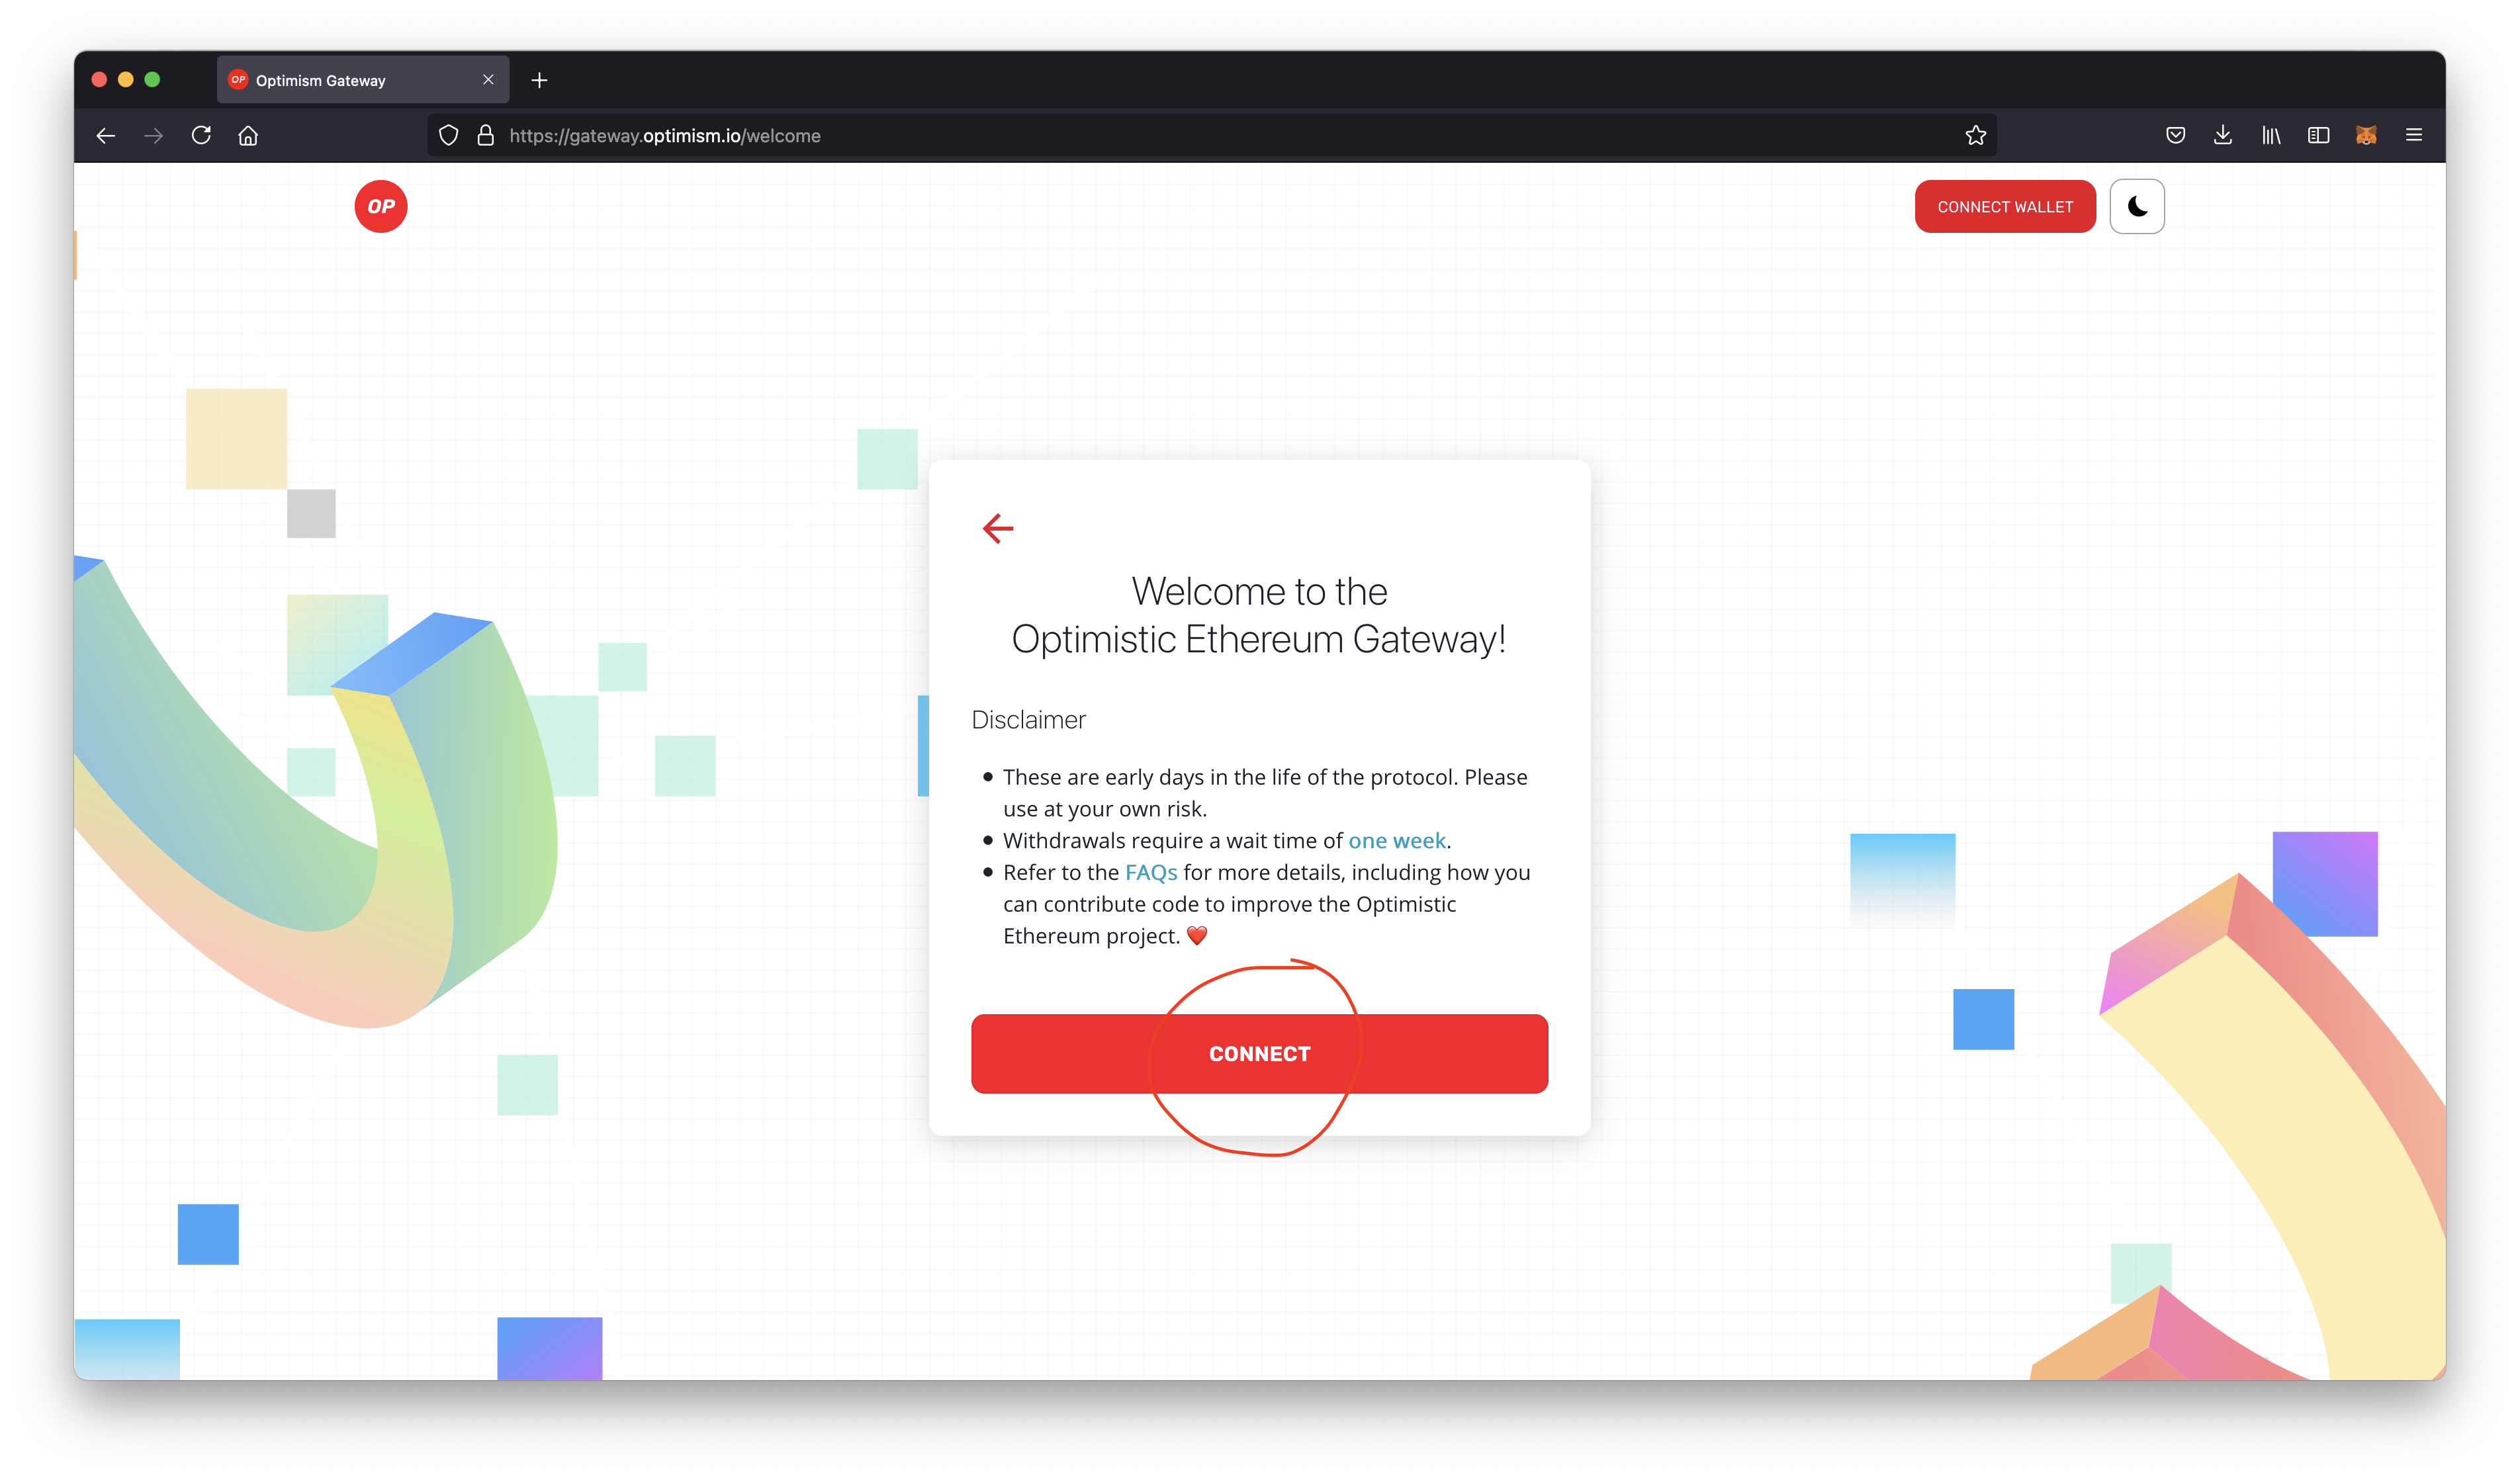 OP Optimism Gateway
https://gateway.optimism.io/welcome
OP
CONNECT WALLET
Welcome to the
Optimistic Ethereum Gateway!
Disclaimer
These are early days in the life of the protocol. Please
use at your own risk.
Withdrawals require a wait time of one week.
Refer to the FAQs for more details, including how you
can contribute code to improve the Optimistic
Ethereum project. ❤️
CONNECT